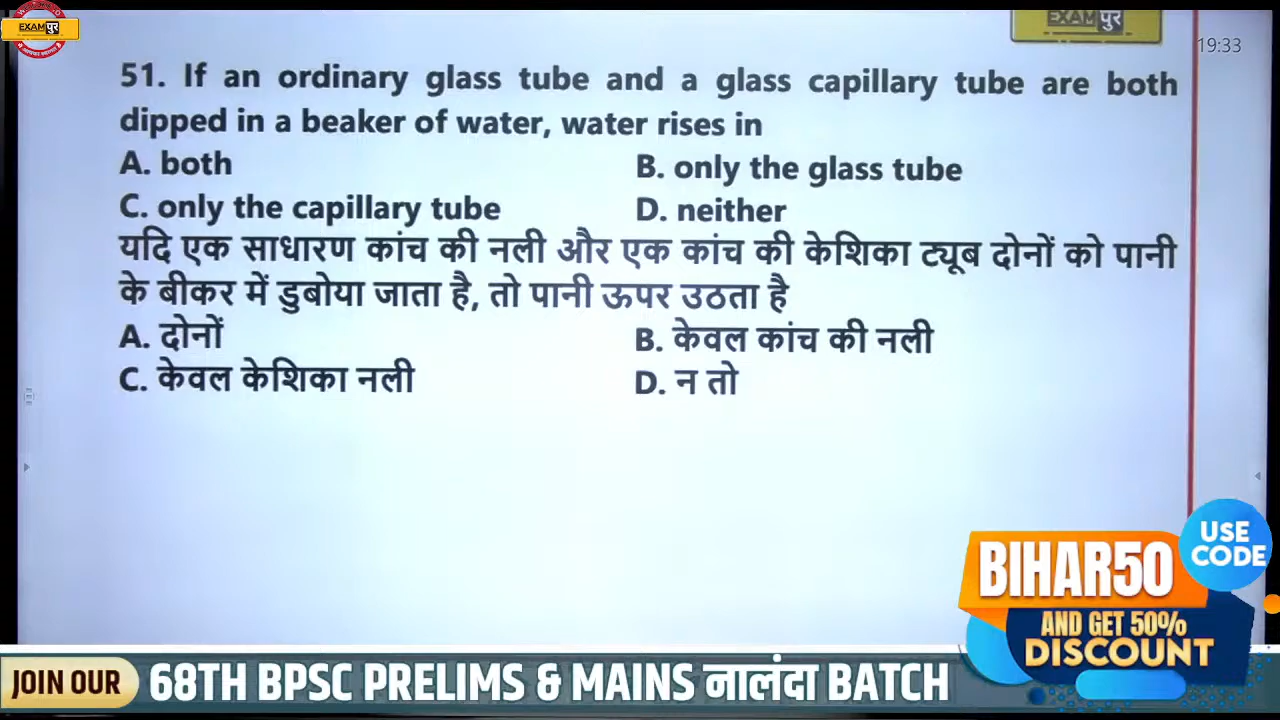 EXAMपुर
EXAMपुर
19:33
51. If an ordinary glass tube and a glass capillary tube are both
dipped in a beaker of water, water rises in
A. both
B. only the glass tube
C. only the capillary tube
D. neither
यदि एक साधारण कांच की नली और एक कांच की केशिका ट्यूब दोनों को पानी
के बीकर में डुबोया जाता है, तो पानी ऊपर उठता है
A. दोनों
B. केवल कांच की नली
C. केवल केशिका नली
D. न तो
USE
CODE
BIHAR50
AND GET 50%
DISCOUNT
JOIN OUR
68TH BPSC PRELIMS & MAINS नालंदा BATCH